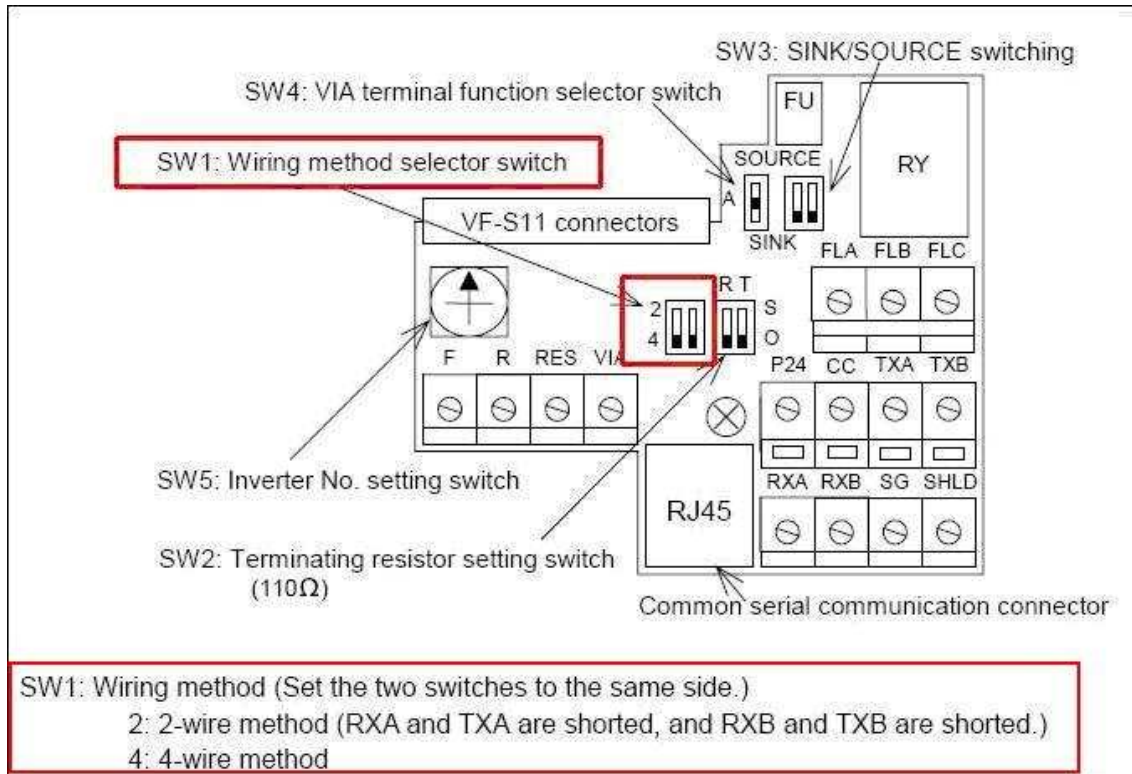 SW3: SINK/SOURCE switching
SW4: VIA terminal function selector switch
FU
SW1: Wiring method selector switch
SOURCE
RY
A
VF-S11 connectors
SINK
FLA FLB FLC
R T
2
S
4
O
F R RES VIA
P24 CC TXA TXB
SW5: Inverter No. setting switch
RXA RXB SG SHLD
RJ45
SW2: Terminating resistor setting switch
(110Ω)
Common serial communication connector
SW1: Wiring method (Set the two switches to the same side.)
2: 2-wire method (RXA and TXA are shorted, and RXB and TXB are shorted.)
4: 4-wire method